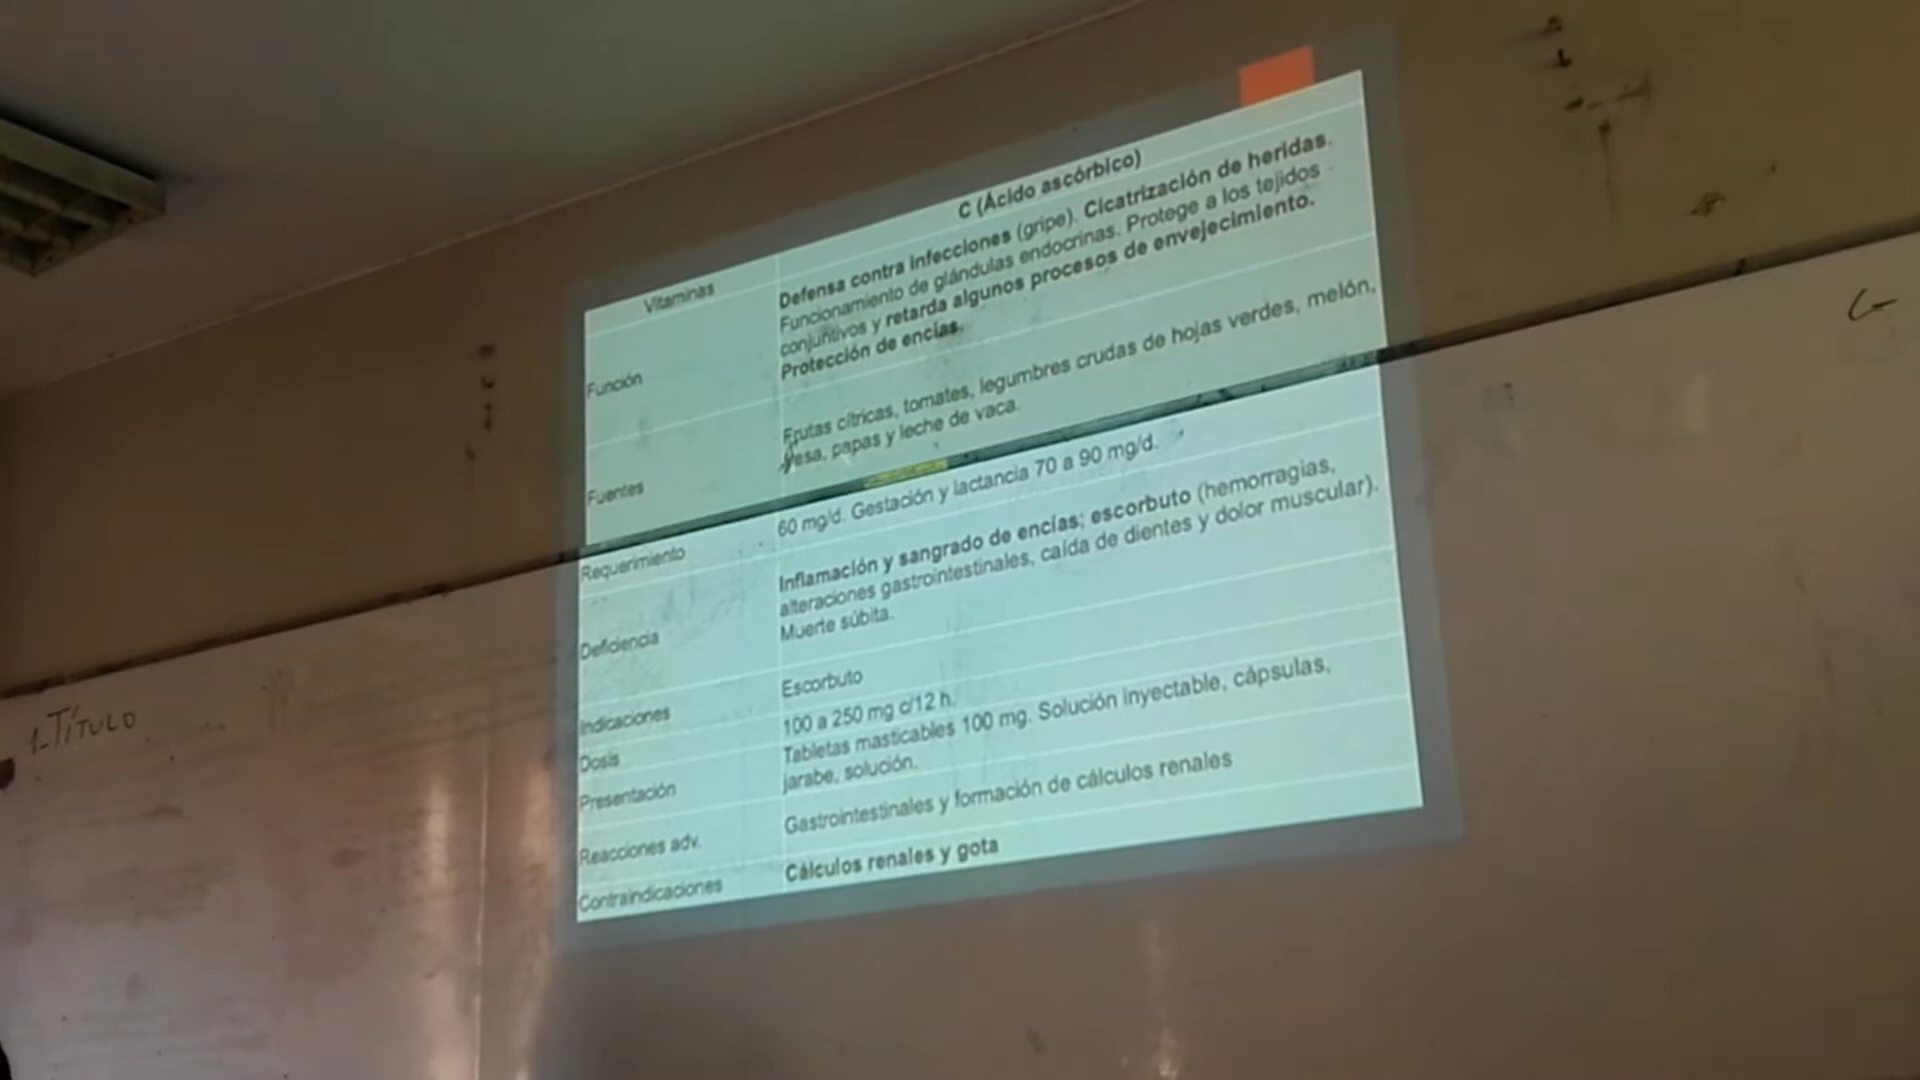 Vitaminas
C (Ácido ascórbico)
Función
Defensa contra infecciones (gripe). Cicatrización de heridas.
Funcionamiento de glándulas endocrinas. Protege a los tejidos
conjuntivos y retarda algunos procesos de envejecimiento.
Protección de encías.
Fuentes
Frutas cítricas, tomates, legumbres crudas de hojas verdes, melón,
papas y leche de vaca.
Requerimiento
60 mg/d. Gestación y lactancia 70 a 90 mg/d.
Deficiencia
Inflamación y sangrado de encías; escorbuto (hemorragias,
alteraciones gastrointestinales, caída de dientes y dolor muscular).
Muerte súbita.
Indicaciones
Escorbuto
Dosis
100 a 250 mg c/12 h.
Presentación
Tabletas masticables 100 mg. Solución inyectable, cápsulas,
jarabe, solución.
Reacciones adv.
Gastrointestinales y formación de cálculos renales
Contraindicaciones
Cálculos renales y gota
1-TÍTULO